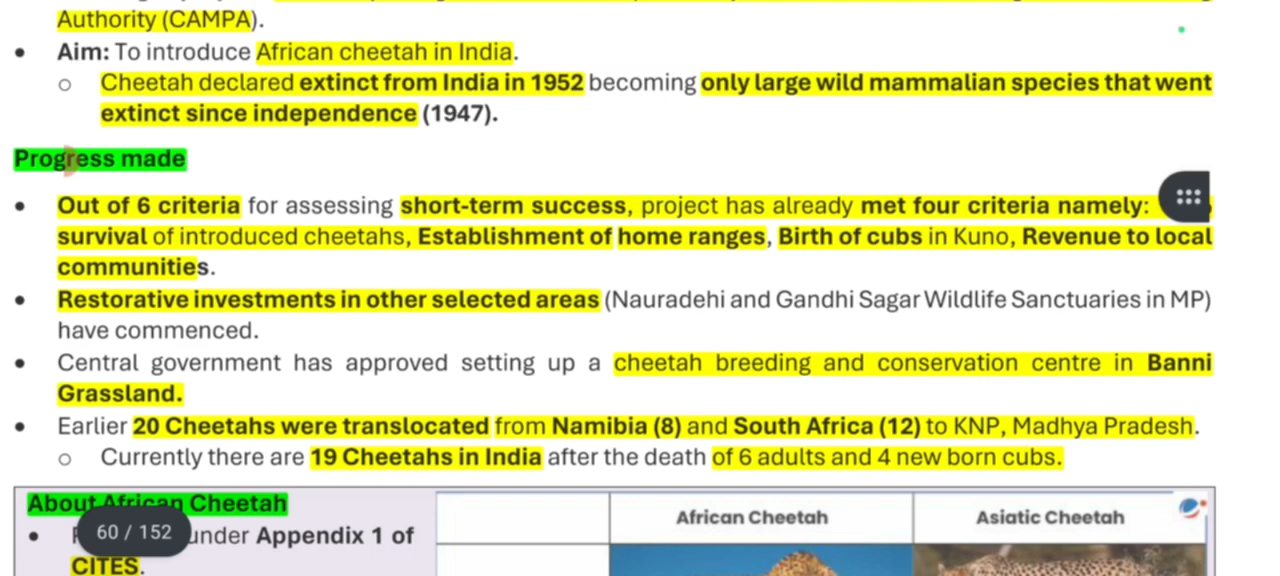 Authority (CAMPA).
• Aim: To introduce African cheetah in India.
o Cheetah declared extinct from India in 1952 becoming only large wild mammalian species that went
extinct since independence (1947).
Progress made
• Out of 6 criteria for assessing short-term success, project has already met four criteria namely:
survival of introduced cheetahs, Establishment of home ranges, Birth of cubs in Kuno, Revenue to local
communities.
• Restorative investments in other selected areas (Nauradehi and Gandhi Sagar Wildlife Sanctuaries in MP)
have commenced.
• Central government has approved setting up a cheetah breeding and conservation centre in Banni
Grassland.
• Earlier 20 Cheetahs were translocated from Namibia (8) and South Africa (12) to KNP, Madhya Pradesh.
o Currently there are 19 Cheetahs in India after the death of 6 adults and 4 new born cubs.
About African Cheetah
African Cheetah
Asiatic Cheetah
60 / 152
• under Appendix 1 of
CITES.